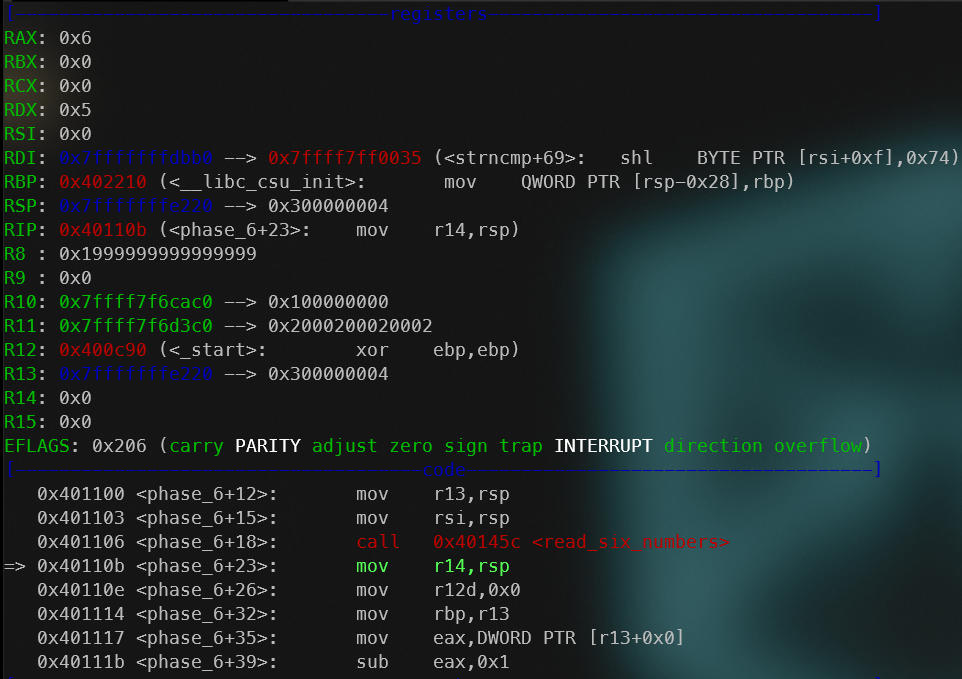 [------------------------------registers------------------------------]
RAX: 0x6
RBX: 0x0
RCX: 0x0
RDX: 0x5
RSI: 0x0
RDI: 0x7fffffffdbb0 --> 0x7ffff7ff0035 (<strncmp+69>: shl BYTE PTR [rsi+0xf],0x74)
RBP: 0x402210 (<__libc_csu_init>: mov QWORD PTR [rsp-0x28],rbp)
RSP: 0x7fffffffe220 --> 0x300000004
RIP: 0x40110b (<phase_6+23>: mov r14,rsp)
R8 : 0x1999999999999999
R9 : 0x0
R10: 0x7ffff7f6cac0 --> 0x100000000
R11: 0x7ffff7f6d3c0 --> 0x2000200020002
R12: 0x400c90 (<_start>: xor ebp,ebp)
R13: 0x7fffffffe220 --> 0x300000004
R14: 0x0
R15: 0x0
EFLAGS: 0x206 (carry PARITY adjust zero sign trap INTERRUPT direction overflow)
[------------------------------code------------------------------]
0x401100 <phase_6+12>: mov r13,rsp
0x401103 <phase_6+15>: mov rsi,rsp
0x401106 <phase_6+18>: call 0x40145c <read_six_numbers>
=> 0x40110b <phase_6+23>: mov r14,rsp
0x40110e <phase_6+26>: mov r12d,0x0
0x401114 <phase_6+32>: mov rbp,r13
0x401117 <phase_6+35>: mov eax,DWORD PTR [r13+0x0]
0x40111b <phase_6+39>: sub eax,0x1